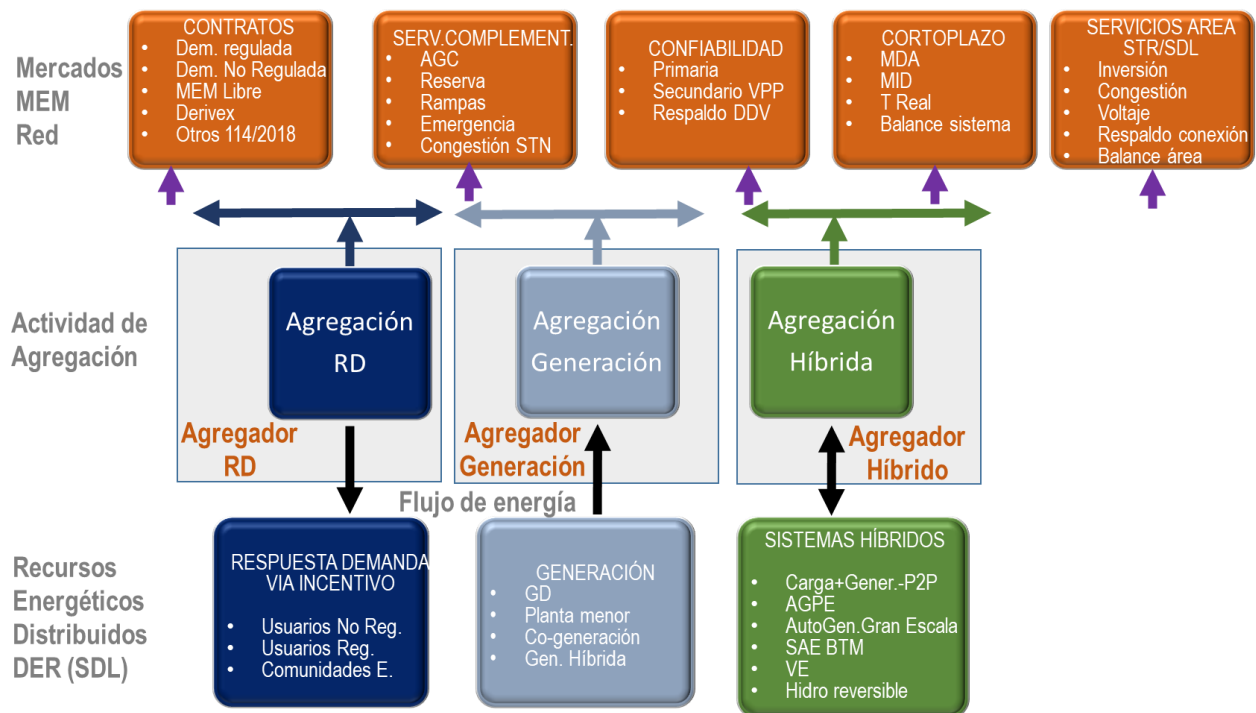 Mercados
MEM
Red
CONTRATOS
• Dem. regulada
• Dem. No Regulada
• MEM Libre
• Derivex
• Otros 114/2018
SERV.COMPLEMENT.
• AGC
• Reserva
• Rampas
• Emergencia
• Congestión STN
CONFIABILIDAD
• Primaria
• Secundario VPP
• Respaldo DDV
CORTOPLAZO
• MDA
• MID
• T Real
• Balance sistema
SERVICIOS AREA
STR/SDL
• Inversión
• Congestión
• Voltaje
• Respaldo conexión
• Balance área
Actividad de
Agregación
Agregación
RD
Agregador
RD
Agregación
Generación
Agregador
Generación
Agregación
Híbrida
Agregador
Híbrido
Flujo de energía
Recursos
Energéticos
Distribuidos
DER (SDL)
RESPUESTA DEMANDA
VIA INCENTIVO
• Usuarios No Reg.
• Usuarios Reg.
• Comunidades E.
GENERACIÓN
• GD
• Planta menor
• Co-generación
• Gen. Híbrida
SISTEMAS HÍBRIDOS
• Carga+Gener.-P2P
• AGPE
• AutoGen.Gran Escala
• SAE BTM
• VE
• Hidro reversible